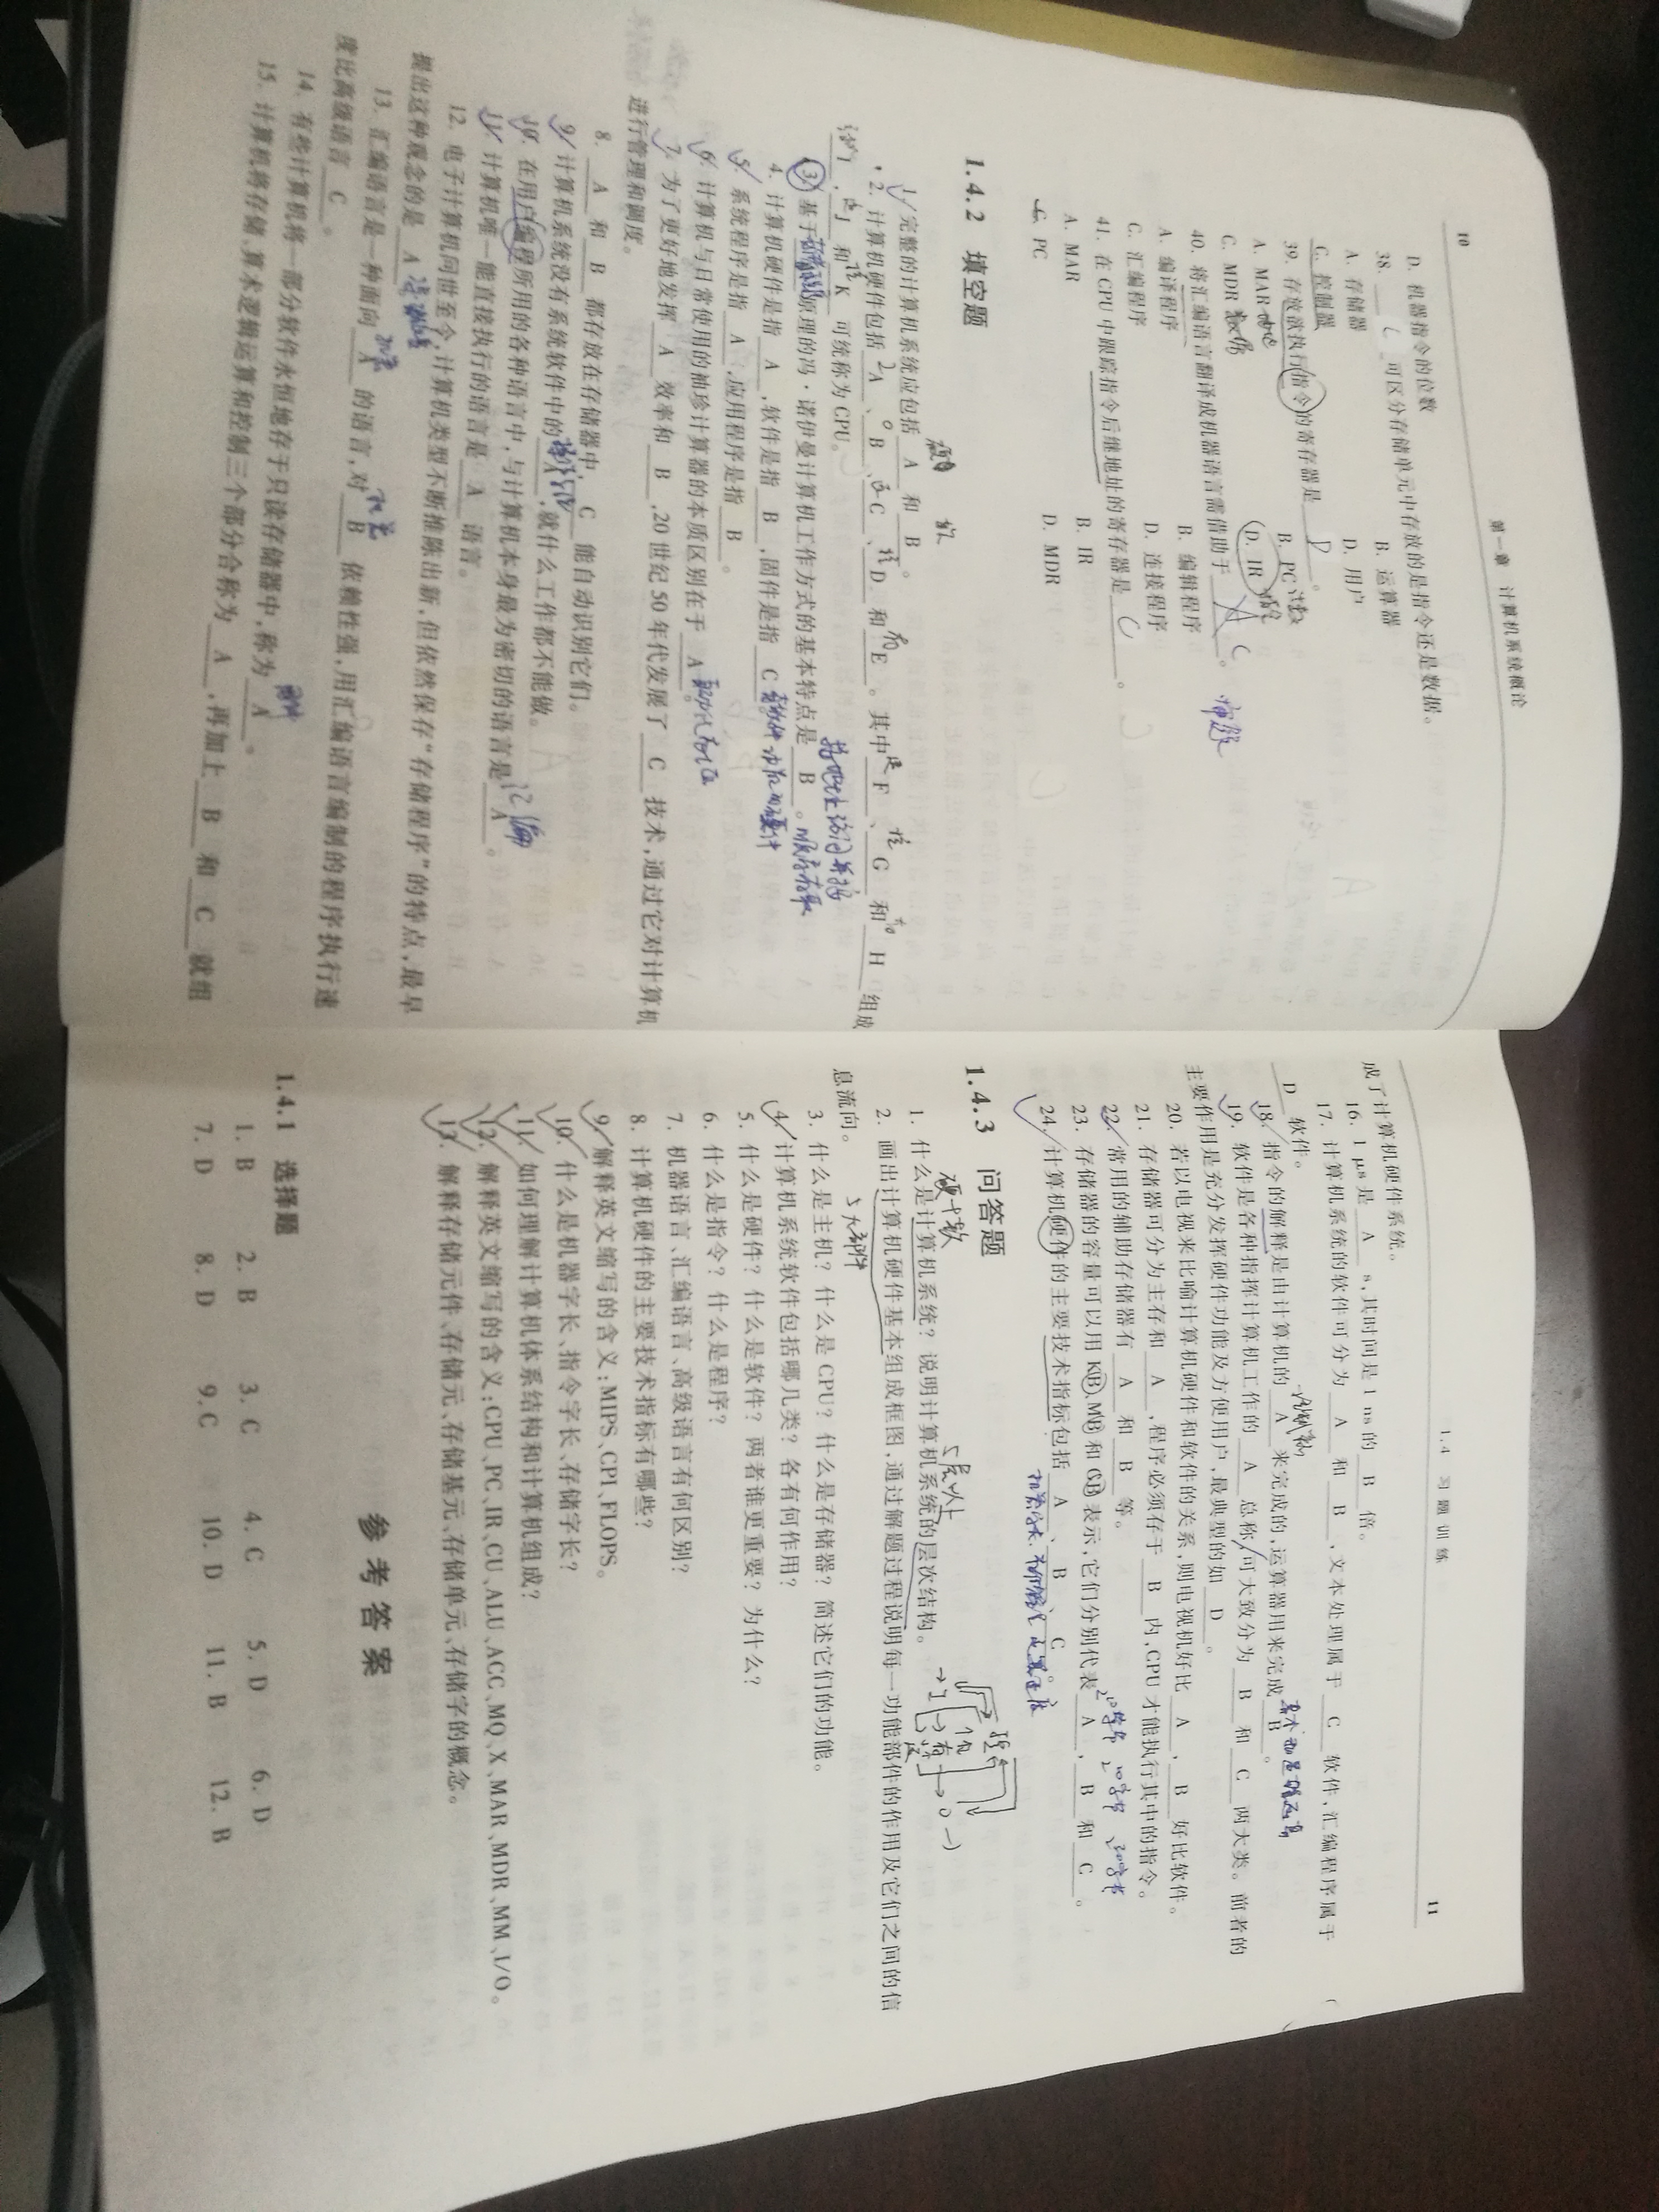 10
第一章 计算机系统概论
D. 机器指令的位数
38. C 可区分存储单元中存放的是指令还是数据。
A. 存储器 B. 运算器
C. 控制器 D. 用户
39. 存放欲执行指令的寄存器是 D 。
A. MAR 地址 B. PC
C. MDR 数据 D. IR
40. 将汇编语言翻译成机器语言需借助于 C 。
A. 编译程序 B. 编辑程序
C. 汇编程序 D. 连接程序
41. 在 CPU 中跟踪指令后继地址的寄存器是 C 。
A. MAR B. IR
C. PC D. MDR
1.4.2 填空题
硬 软
1. 完整的计算机系统应包括 A 和 B 。
2. 计算机硬件包括 A 、 B 、 C 、 D 和 E 。其中 F 、 G 和 H 组成
, J 和 K 可统称为 CPU。
3. 基于 存储程序 原理的冯·诺伊曼计算机工作方式的基本特点是 B 。
按地址访问并 顺序
4. 计算机硬件是指 A ,软件是指 B ,固件是指 C
5. 系统程序是指 A ,应用程序是指 B 。
6. 计算机与日常使用的袖珍计算器的本质区别在于 A 。
7. 为了更好地发挥 A 效率和 B ,20 世纪 50 年代发展了 C 技术,通过它对计算机
进行管理和调度。
8. A 和 B 都存放在存储器中, C 能自动识别它们。
9. 计算机系统没有系统软件中的 A ,就什么工作都不能做。
10. 在用户编程所用的各种语言中,与计算机本身最为密切的语言是 A 。 汇编
11. 计算机唯一能直接执行的语言是 A 语言。
12. 电子计算机问世至今,计算机类型不断推陈出新,但依然保存“存储程序”的特点,最早
提出这种观念的是 A
13. 汇编语言是一种面向 A 的语言,对 B 依赖性强,用汇编语言编制的程序执行速
度比高级语言 C 。
14. 有些计算机将一部分软件永恒地存于只读存储器中,称为 A 。
15. 计算机将存储、算术逻辑运算和控制三个部分合称为 A ,再加上 B 和 C 就组
1.4 习题训练
11
成了计算机硬件系统。
16. 1 μs 是 A s,其时间是 1 ns 的 B 倍。
17. 计算机系统的软件可分为 A 和 B ,文本处理属于 C 软件,汇编程序属于
D 软件。
18. 指令的解释是由计算机的 A 来完成的,运算器用来完成 B 。
19. 软件是各种指挥计算机工作的 A 总称,可大致分为 B 和 C 两大类。前者的
主要作用是充分发挥硬件功能及方便用户,最典型的如 D 。
20. 若以电视来比喻计算机硬件和软件的关系,则电视机好比 A , B 好比软件。
21. 存储器可分为主存和 A ,程序必须存于 B 内,CPU 才能执行其中的指令。
22. 常用的辅助存储器有 A 和 B 等。
23. 存储器的容量可以用 KB、MB 和 GB 表示,它们分别代表 A , B 和 C 。
24. 计算机硬件的主要技术指标包括 A 、 B 、 C 。
1.4.3 问答题
1. 什么是计算机系统? 说明计算机系统的层次结构。
硬+软
2. 画出计算机硬件基本组成框图,通过解题过程说明每一功能部件的作用及它们之间的信
息流向。
5大部件
3. 什么是主机? 什么是 CPU? 什么是存储器? 简述它们的功能。
4. 计算机系统软件包括哪几类? 各有何作用?
5. 什么是硬件? 什么是软件? 两者谁更重要? 为什么?
6. 什么是指令? 什么是程序?
7. 机器语言、汇编语言、高级语言有何区别?
8. 计算机硬件的主要技术指标有哪些?
9. 解释英文缩写的含义:MIPS、CPI、FLOPS。
10. 什么是机器字长、指令字长、存储字长?
11. 如何理解计算机体系结构和计算机组成?
12. 解释英文缩写的含义:CPU、PC、IR、CU、ALU、ACC、MQ、X、MAR、MDR、MM、I/O。
13. 解释存储元件、存储元、存储基元、存储单元、存储字的概念。
参考答案
1.4.1 选择题
1. B 2. B 3. C 4. C 5. D 6. D
7. D 8. D 9. C 10. D 11. B 12. B